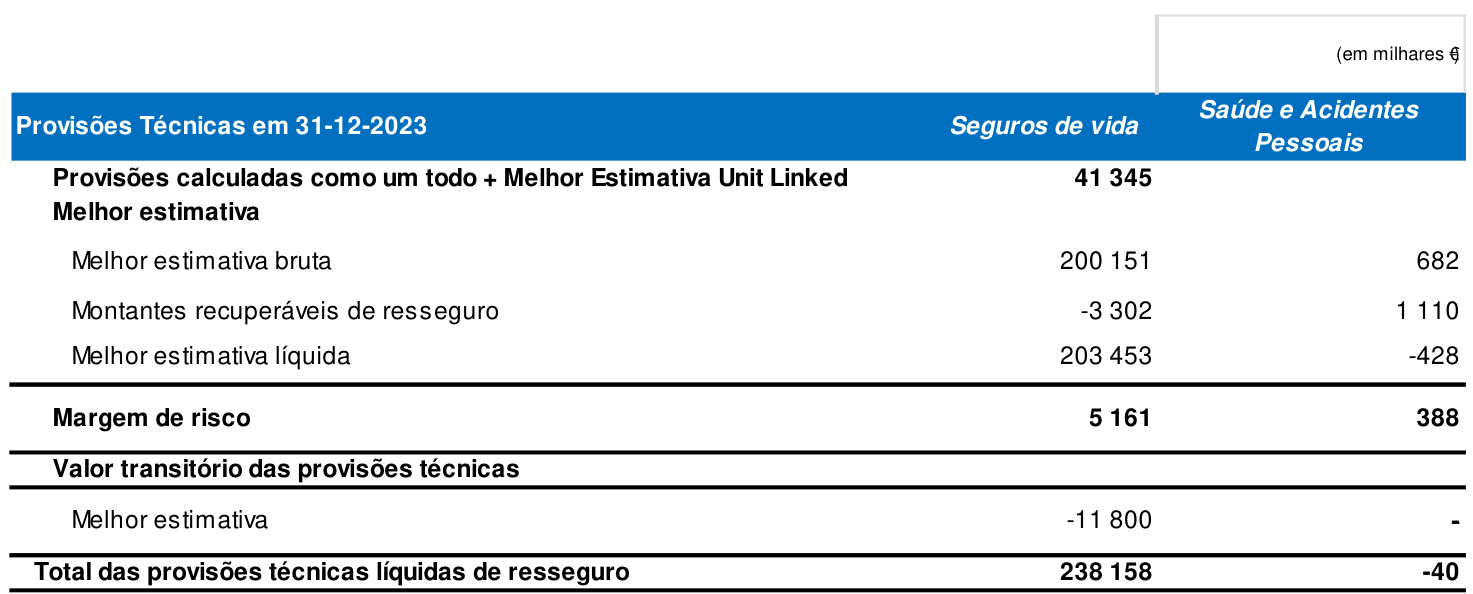 (em milhares €)
Provisões Técnicas em 31-12-2023 Seguros de vida Saúde e Acidentes Pessoais
Provisões calculadas como um todo + Melhor Estimativa Unit Linked 41 345
Melhor estimativa
Melhor estimativa bruta 200 151 682
Montantes recuperáveis de resseguro -3 302 1 110
Melhor estimativa líquida 203 453 -428
Margem de risco 5 161 388
Valor transitório das provisões técnicas
Melhor estimativa -11 800 -
Total das provisões técnicas líquidas de resseguro 238 158 -40